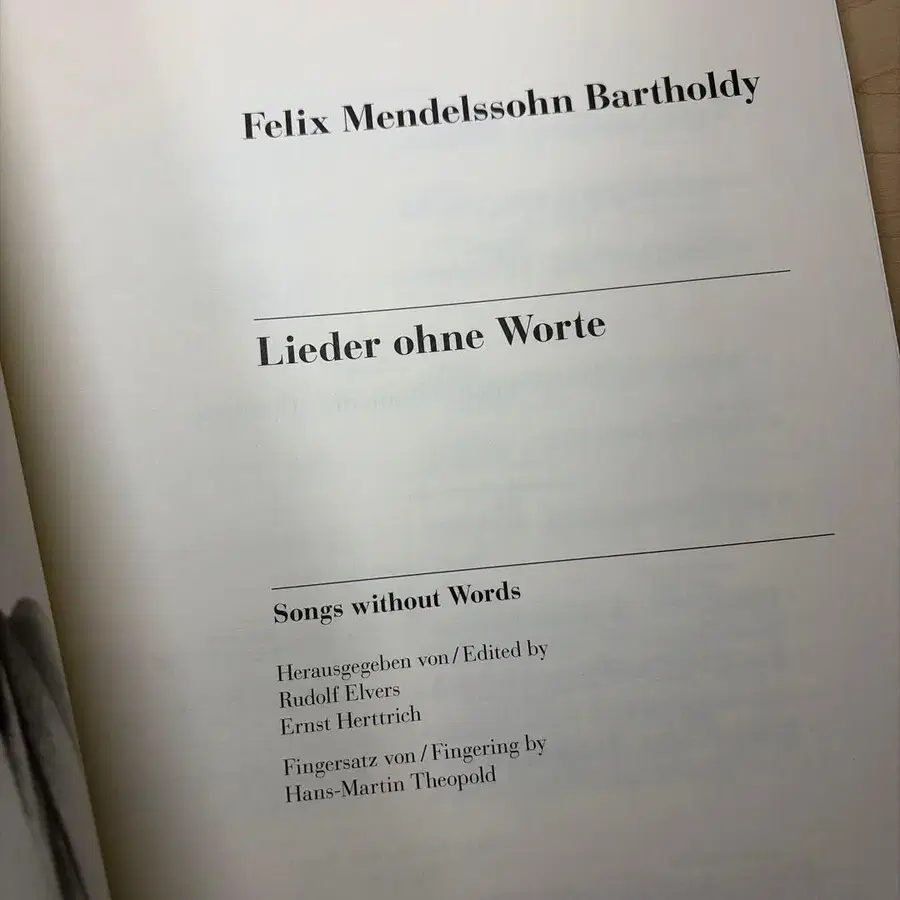 Felix Mendelssohn Bartholdy
Lieder ohne Worte
Songs without Words
Herausgegeben von/Edited by
Rudolf Elvers
Ernst Herttrich
Fingersatz von/Fingering by
Hans-Martin Theopold